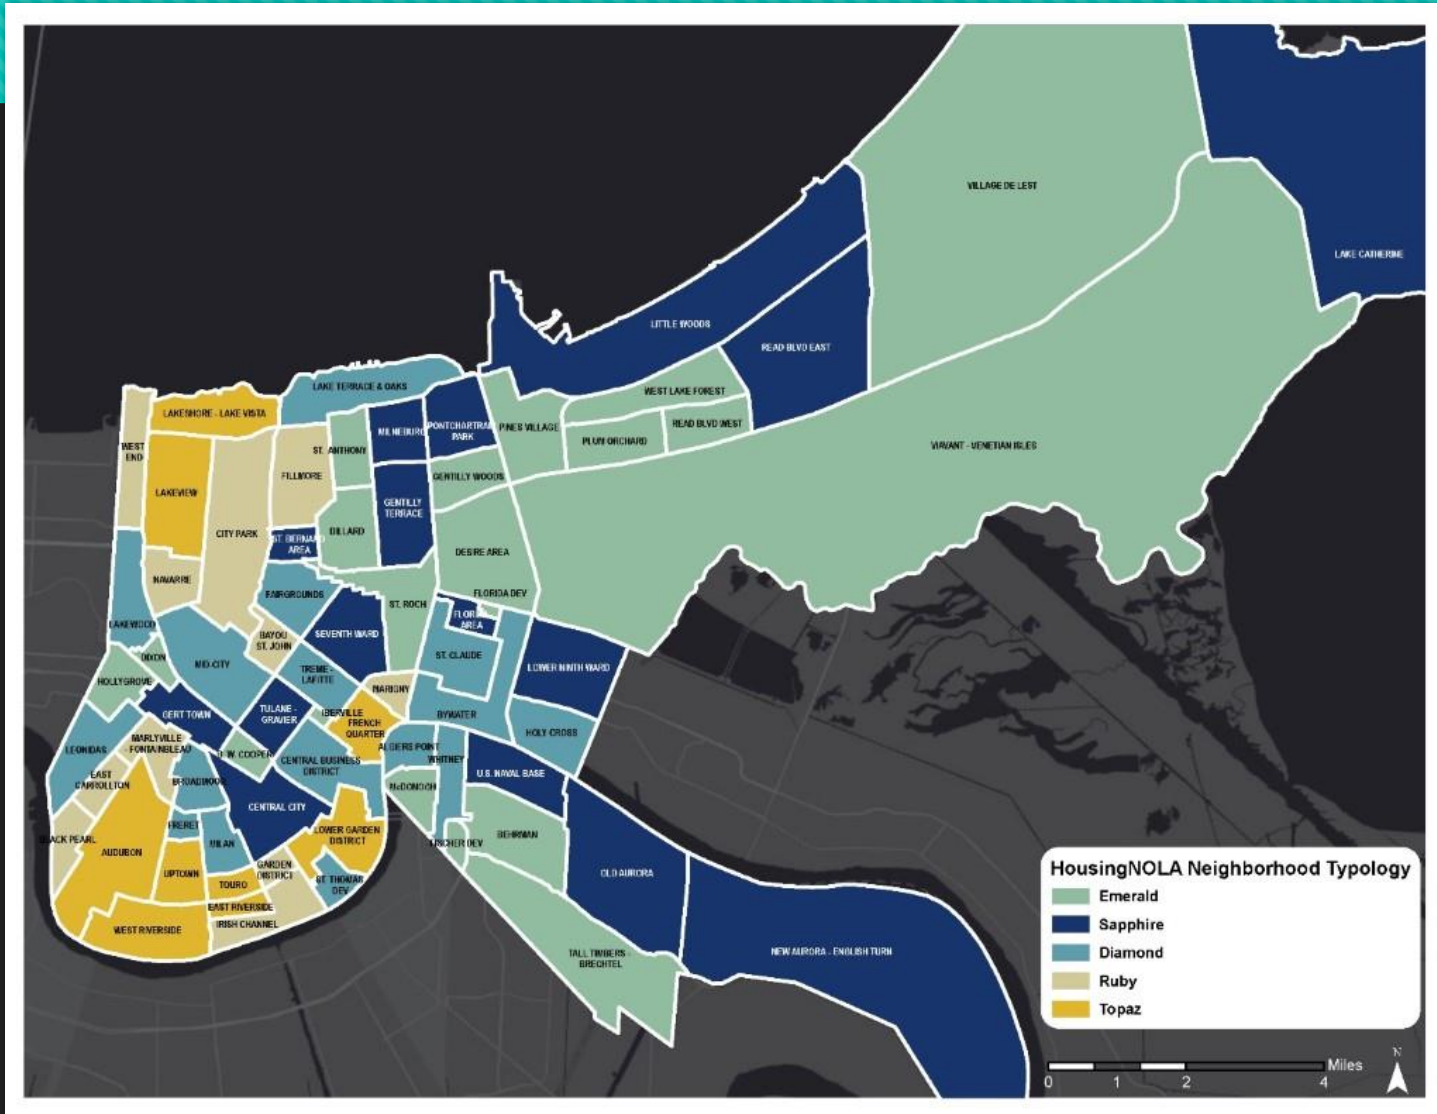 VILLAGE DE LEST
LAKE CATHERINE
LITTLE WOODS
READ BLVD EAST
LAKE TERRACE & OAKS
WEST LAKE FOREST
LAKESHORE - LAKE VISTA
READ BLVD WEST
PINES VILLAGE
PLUM ORCHARD
MILNEBURG
PONTCHARTRAI
PARK
WEST
END
ST. ANTHONY
VIAVANT - VENETIAN ISLES
FILLMORE
GENTILLY WOODS
LAKEVIEW
GENTILLY
TERRACE
CITY PARK
DILLARD
ST. BERNARD
AREA
DESIRE AREA
NAVARRE
FAIRGROUNDS
FLORIDA DEV
ST. ROCH
FLORIDA
AREA
LAKEWOOD
SEVENTH WARD
BAYOU
ST. JOHN
DIXON
MID-CITY
ST. CLAUDE
LOWER NINTH WARD
TREME -
LAFITTE
HOLLYGROVE
MARIGNY
GERT TOWN
TULANE -
GRAVIER
IBERVILLE
FRENCH
QUARTER
BYWATER
HOLY CROSS
MARLYVILLE
- FONTAINBLEAU
LEONIDAS
B. W. COOPER
ALGIERS POINT
WHITNEY
CENTRAL BUSINESS
DISTRICT
U.S. NAVAL BASE
EAST
CARROLLTON
BROADMOOR
McDONOGH
CENTRAL CITY
FRERET
LOWER GARDEN
DISTRICT
BEHRMAN
BLACK PEARL
MILAN
FISCHER DEV
AUDUBON
GARDEN
DISTRICT
UPTOWN
TOURO
ST. THOMAS
DEV
OLD AURORA
EAST RIVERSIDE
IRISH CHANNEL
WEST RIVERSIDE
TALL TIMBERS -
BRECHTEL
NEW AURORA - ENGLISH TURN
HousingNOLA Neighborhood Typology
Emerald
Sapphire
Diamond
Ruby
Topaz
N
Miles
0 1 2 4